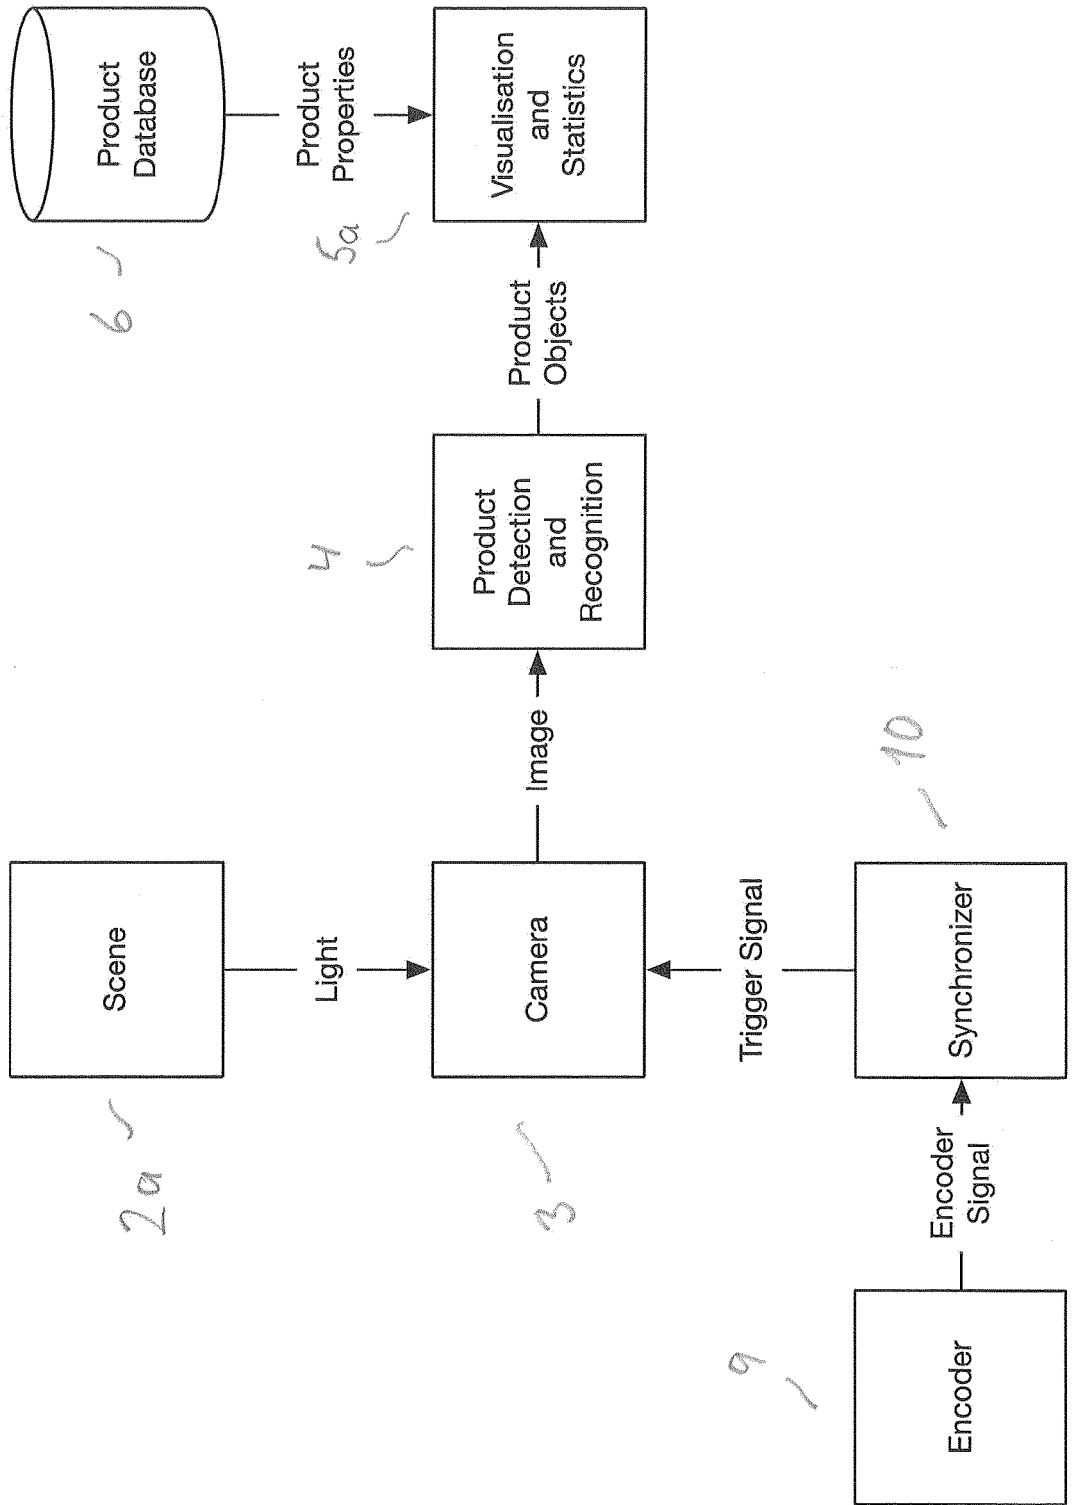 Product
Database
6
Product
Properties
Visualisation
and
Statistics
5a
Product
Objects
Product
Detection
and
Recognition
4
Image
Scene
2a
Light
Camera
3
Trigger Signal
Synchronizer
10
Encoder
Signal
Encoder
9